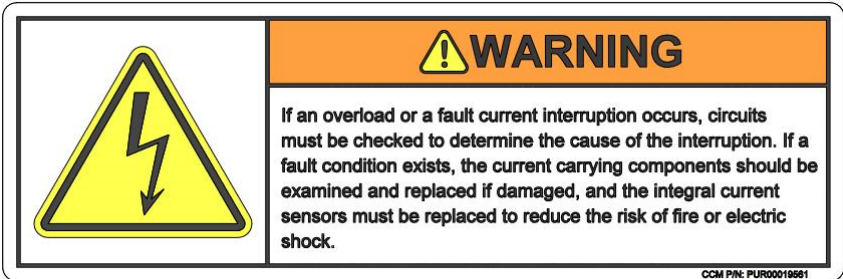 WARNING
If an overload or a fault current interruption occurs, circuits
must be checked to determine the cause of the interruption. If a
fault condition exists, the current carrying components should be
examined and replaced if damaged, and the integral current
sensors must be replaced to reduce the risk of fire or electric
shock.
CCM P/N: PUR00019561